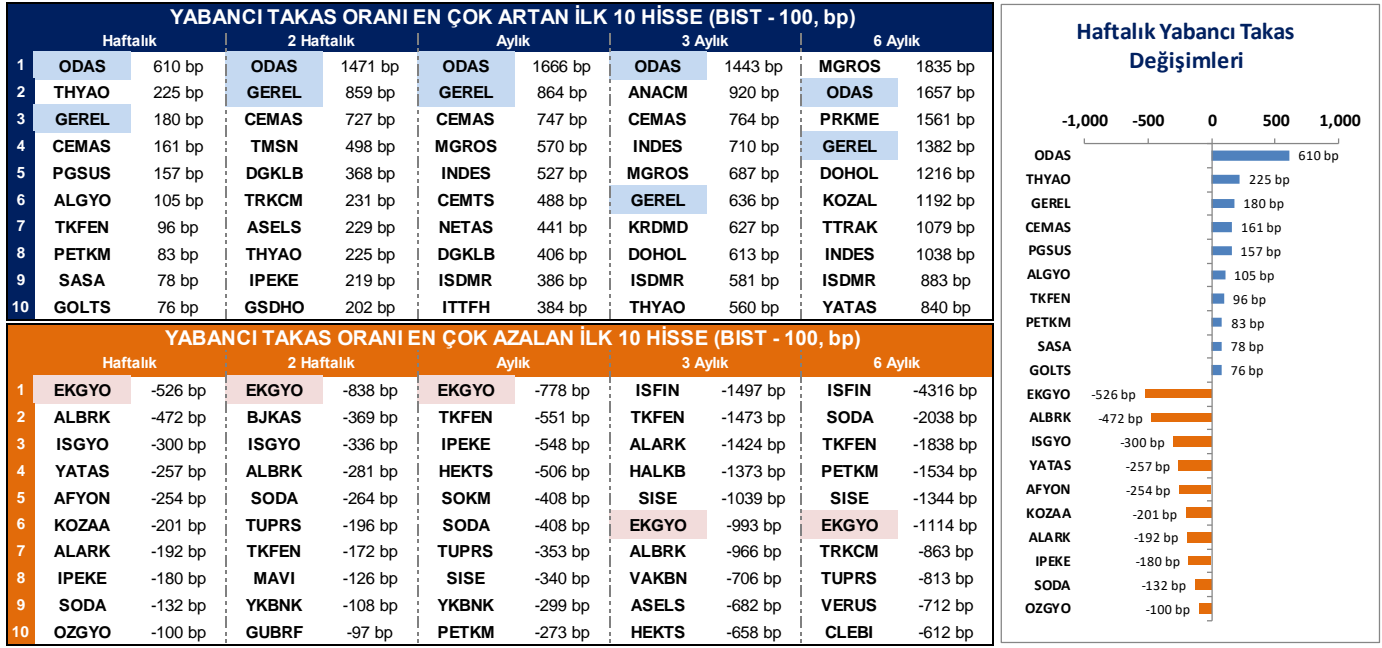 YABANCI TAKAS ORANI EN ÇOK ARTAN İLK 10 HİSSE (BIST - 100, bp)
Haftalık 2 Haftalık Aylık 3 Aylık 6 Aylık
1 ODAS 610 bp ODAS 1471 bp ODAS 1666 bp ODAS 1443 bp MGROS 1835 bp
2 THYAO 225 bp GEREL 859 bp GEREL 864 bp ANACM 920 bp ODAS 1657 bp
3 GEREL 180 bp CEMAS 727 bp CEMAS 747 bp CEMAS 764 bp PRKME 1561 bp
4 CEMAS 161 bp TMSN 498 bp MGROS 570 bp INDES 710 bp GEREL 1382 bp
5 PGSUS 157 bp DGKLB 368 bp INDES 527 bp MGROS 687 bp DOHOL 1216 bp
6 ALGYO 105 bp TRKCM 231 bp CEMTS 488 bp GEREL 636 bp KOZAL 1192 bp
7 TKFEN 96 bp ASELS 229 bp NETAS 441 bp KRDMD 627 bp TTRAK 1079 bp
8 PETKM 83 bp THYAO 225 bp DGKLB 406 bp DOHOL 613 bp INDES 1038 bp
9 SASA 78 bp IPEKE 219 bp ISDMR 386 bp ISDMR 581 bp ISDMR 883 bp
10 GOLTS 76 bp GSDHO 202 bp ITTFH 384 bp THYAO 560 bp YATAS 840 bp
YABANCI TAKAS ORANI EN ÇOK AZALAN İLK 10 HİSSE (BIST - 100, bp)
Haftalık 2 Haftalık Aylık 3 Aylık 6 Aylık
1 EKGYO -526 bp EKGYO -838 bp EKGYO -778 bp ISFIN -1497 bp ISFIN -4316 bp
2 ALBRK -472 bp BJKAS -369 bp TKFEN -551 bp TKFEN -1473 bp SODA -2038 bp
3 ISGYO -300 bp ISGYO -336 bp IPEKE -548 bp ALARK -1424 bp TKFEN -1838 bp
4 YATAS -257 bp ALBRK -281 bp HEKTS -506 bp HALKB -1373 bp PETKM -1534 bp
5 AFYON -254 bp SODA -264 bp SOKM -408 bp SISE -1039 bp SISE -1344 bp
6 KOZAA -201 bp TUPRS -196 bp SODA -408 bp EKGYO -993 bp EKGYO -1114 bp
7 ALARK -192 bp TKFEN -172 bp TUPRS -353 bp ALBRK -966 bp TRKCM -863 bp
8 IPEKE -180 bp MAVI -126 bp SISE -340 bp VAKBN -706 bp TUPRS -813 bp
9 SODA -132 bp YKBNK -108 bp YKBNK -299 bp ASELS -682 bp VERUS -712 bp
10 OZGYO -100 bp GUBRF -97 bp PETKM -273 bp HEKTS -658 bp CLEBI -612 bp
Haftalık Yabancı Takas
Değişimleri
-1,000 -500 0 500 1,000
ODAS 610 bp
THYAO 225 bp
GEREL 180 bp
CEMAS 161 bp
PGSUS 157 bp
ALGYO 105 bp
TKFEN 96 bp
PETKM 83 bp
SASA 78 bp
GOLTS 76 bp
EKGYO -526 bp
ALBRK -472 bp
ISGYO -300 bp
YATAS -257 bp
AFYON -254 bp
KOZAA -201 bp
ALARK -192 bp
IPEKE -180 bp
SODA -132 bp
OZGYO -100 bp